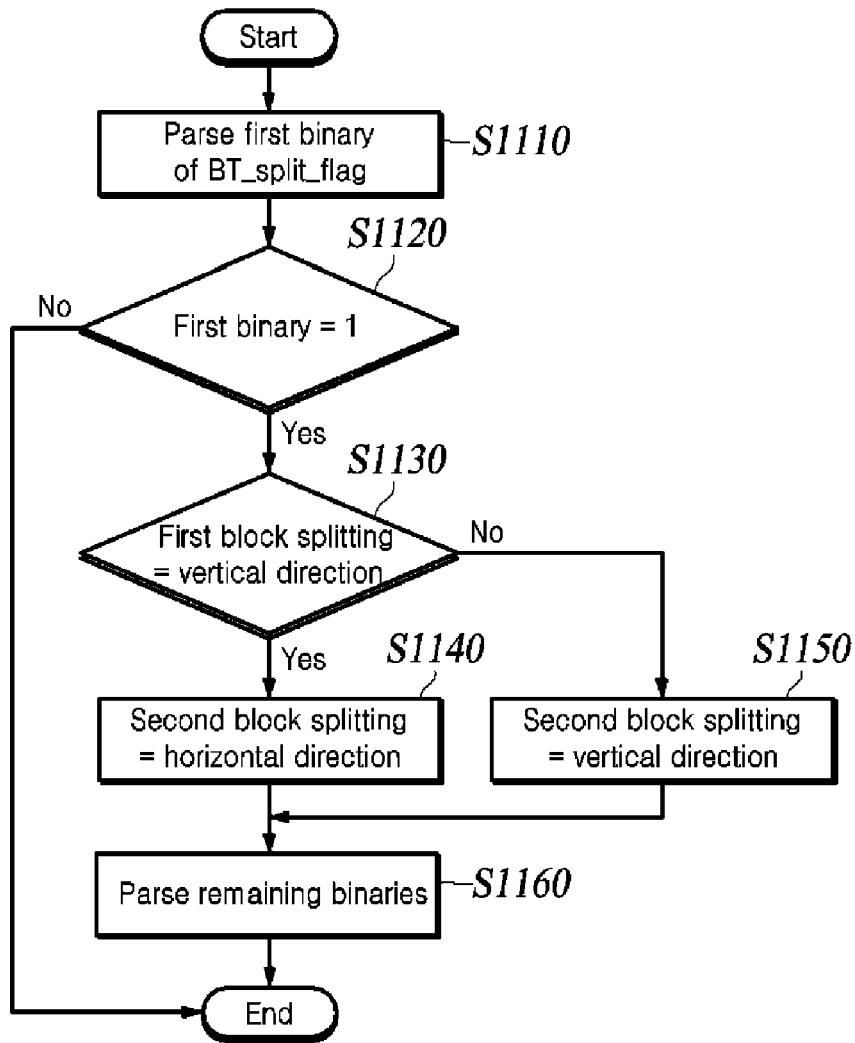 Start
Parse first binary
of BT_split_flag
S1110
S1120
No
First binary = 1
Yes
S1130
First block splitting
= vertical direction
No
Yes
S1140
S1150
Second block splitting
= horizontal direction
Second block splitting
= vertical direction
Parse remaining binaries
S1160
End